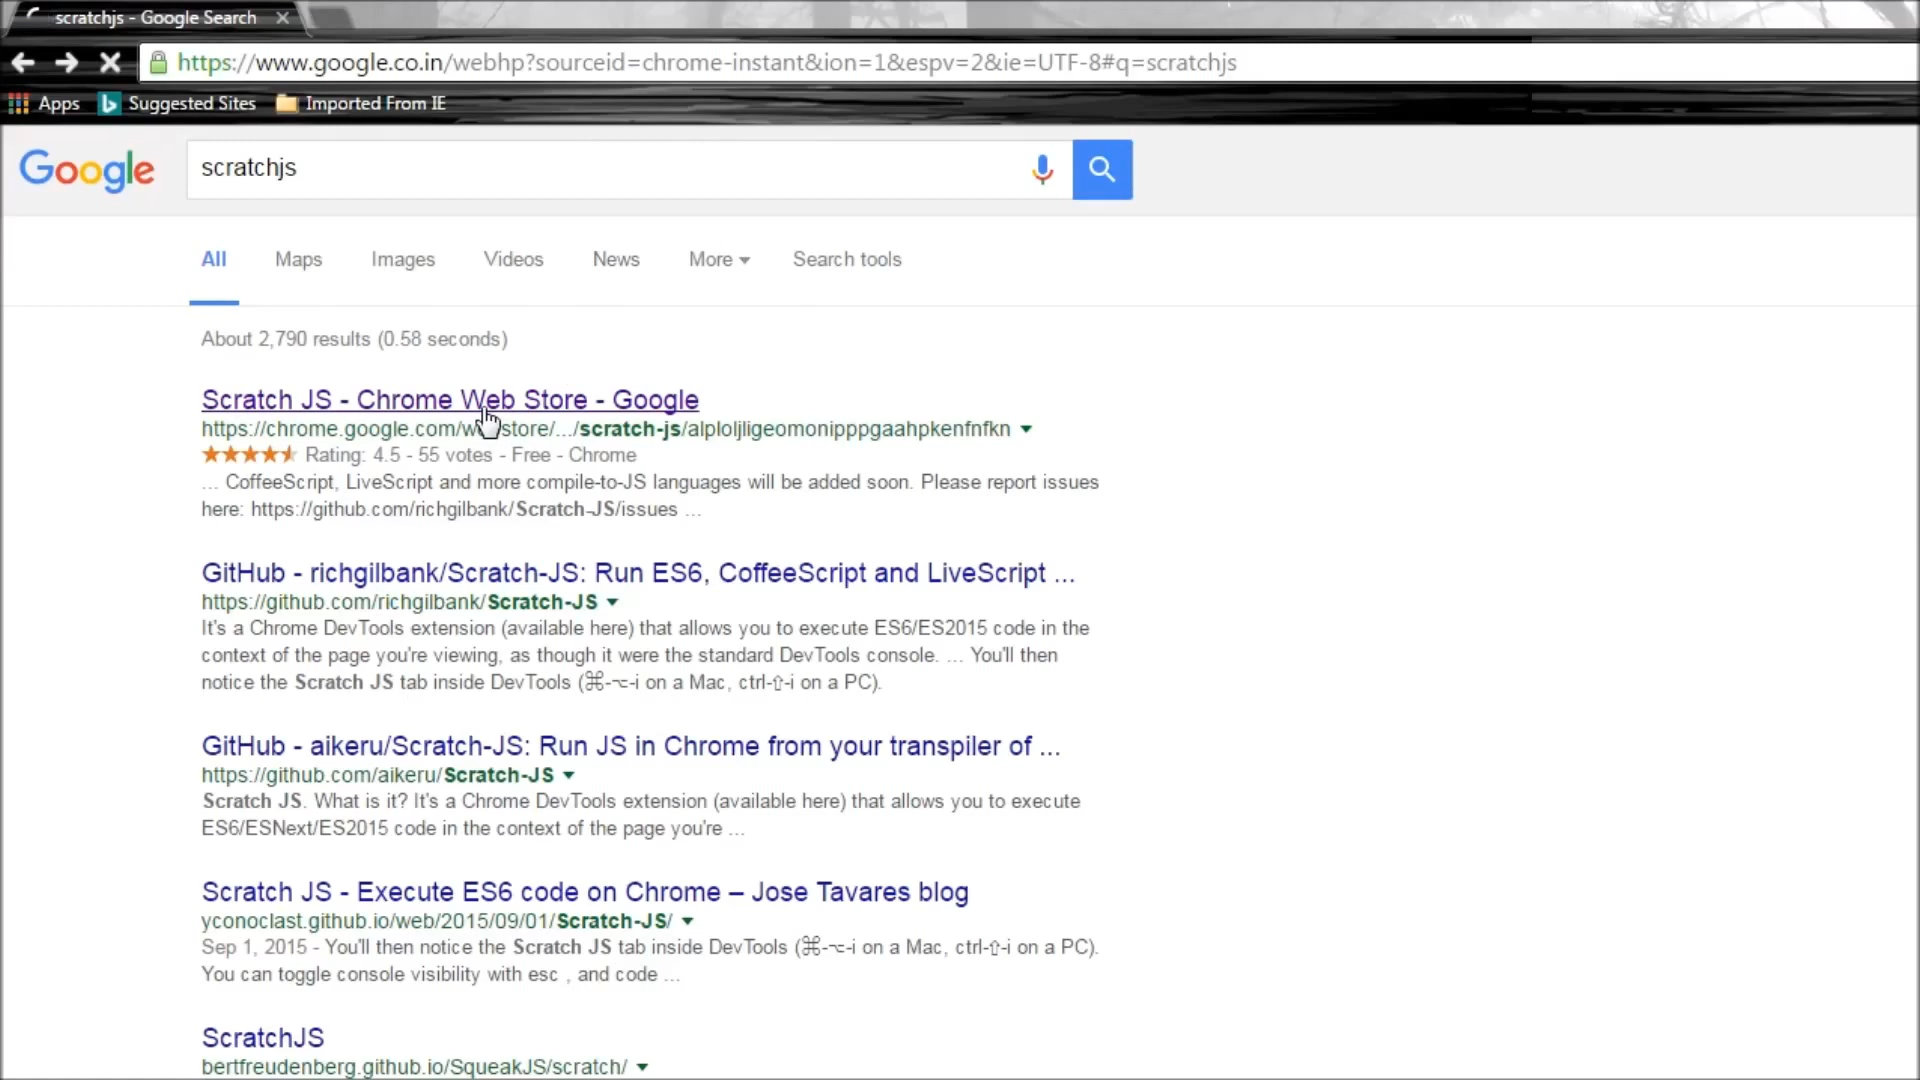 scratchjs - Google Search
https://www.google.co.in/webhp?sourceid=chrome-instant&ion=1&espv=2&ie=UTF-8#q=scratchjs
Apps Suggested Sites Imported From IE
Google scratchjs
All Maps Images Videos News More Search tools
About 2,790 results (0.58 seconds)
Scratch JS - Chrome Web Store - Google
https://chrome.google.com/webstore/.../scratch-js/alploljligeomonipppgaahpkenfnfkn
Rating: 4.5 - 55 votes - Free - Chrome
... CoffeeScript, LiveScript and more compile-to-JS languages will be added soon. Please report issues
here: https://github.com/richgilbank/Scratch-JS/issues ...
GitHub - richgilbank/Scratch-JS: Run ES6, CoffeeScript and LiveScript ...
https://github.com/richgilbank/Scratch-JS
It's a Chrome DevTools extension (available here) that allows you to execute ES6/ES2015 code in the
context of the page you're viewing, as though it were the standard DevTools console. ... You'll then
notice the Scratch JS tab inside DevTools (⌘-⌥-i on a Mac, ctrl-⇧-i on a PC).
GitHub - aikeru/Scratch-JS: Run JS in Chrome from your transpiler of ...
https://github.com/aikeru/Scratch-JS
Scratch JS. What is it? It's a Chrome DevTools extension (available here) that allows you to execute
ES6/ESNext/ES2015 code in the context of the page you're ...
Scratch JS - Execute ES6 code on Chrome – Jose Tavares blog
yconoclast.github.io/web/2015/09/01/Scratch-JS/
Sep 1, 2015 - You'll then notice the Scratch JS tab inside DevTools (⌘-⌥-i on a Mac, ctrl-⇧-i on a PC).
You can toggle console visibility with esc , and code ...
ScratchJS
bertfreudenberg.github.io/SqueakJS/scratch/